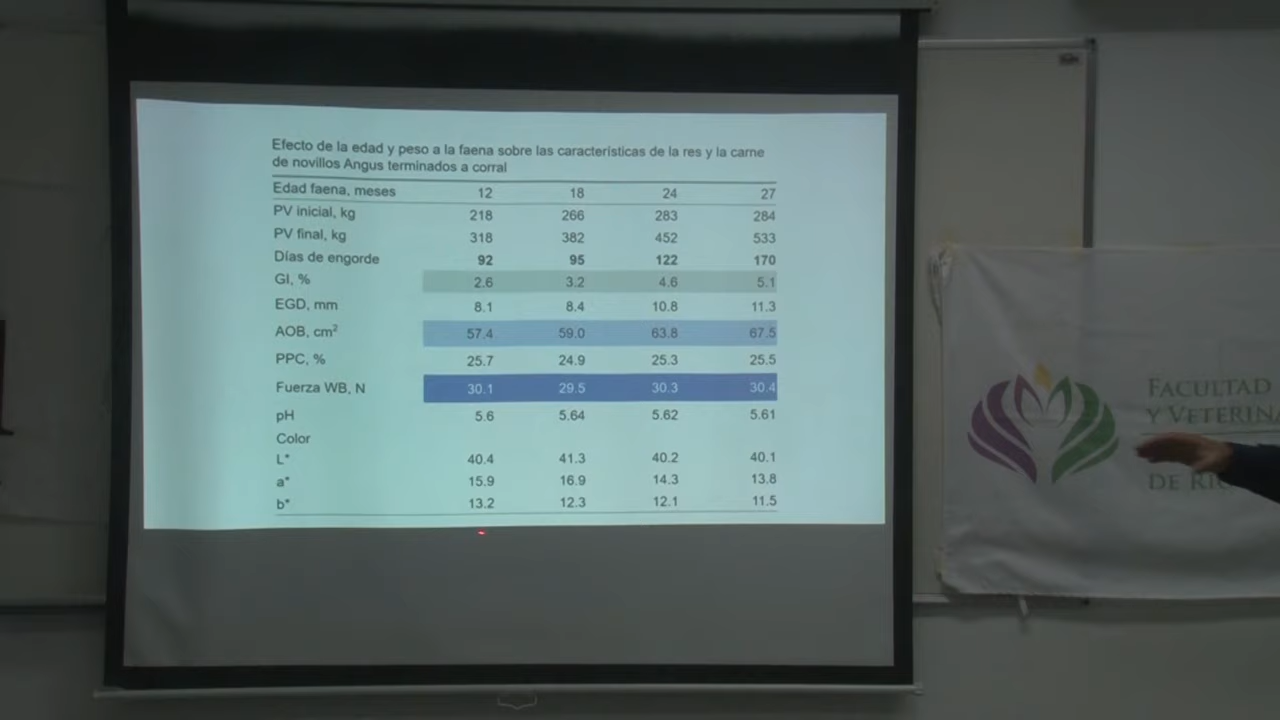 Efecto de la edad y peso a la faena sobre las características de la res y la carne
de novillos Angus terminados a corral
Edad faena, meses 12 18 24 27
PV inicial, kg 218 266 283 284
PV final, kg 318 382 452 533
Días de engorde 92 95 122 170
GI, % 2.6 3.2 4.6 5.1
EGD, mm 8.1 8.4 10.8 11.3
AOB, cm² 57.4 59.0 63.8 67.5
PPC, % 25.7 24.9 25.3 25.5
Fuerza WB, N 30.1 29.5 30.3 30.4
pH 5.6 5.64 5.62 5.61
Color
L* 40.4 41.3 40.2 40.1
a* 15.9 16.9 14.3 13.8
b* 13.2 12.3 12.1 11.5
FACULTAD
Y VETERINA
DE